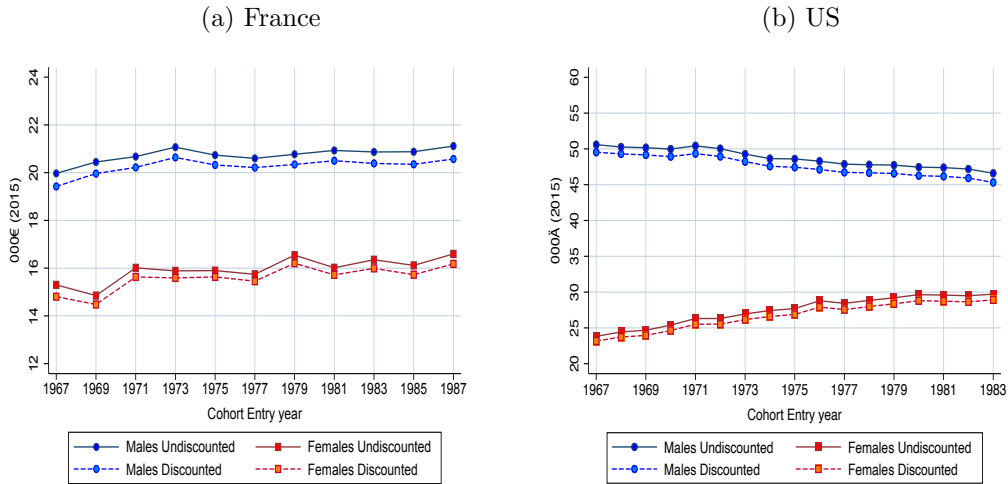 (a) France
000€ (2015)
24
22
20
18
16
14
12
1967 1969 1971 1973 1975 1977 1979 1981 1983 1985 1987
Cohort Entry year
Males Undiscounted Females Undiscounted
Males Discounted Females Discounted
(b) US
000Ä (2015)
60
55
50
45
40
35
30
25
20
1967 1969 1971 1973 1975 1977 1979 1981 1983
Cohort Entry year
Males Undiscounted Females Undiscounted
Males Discounted Females Discounted